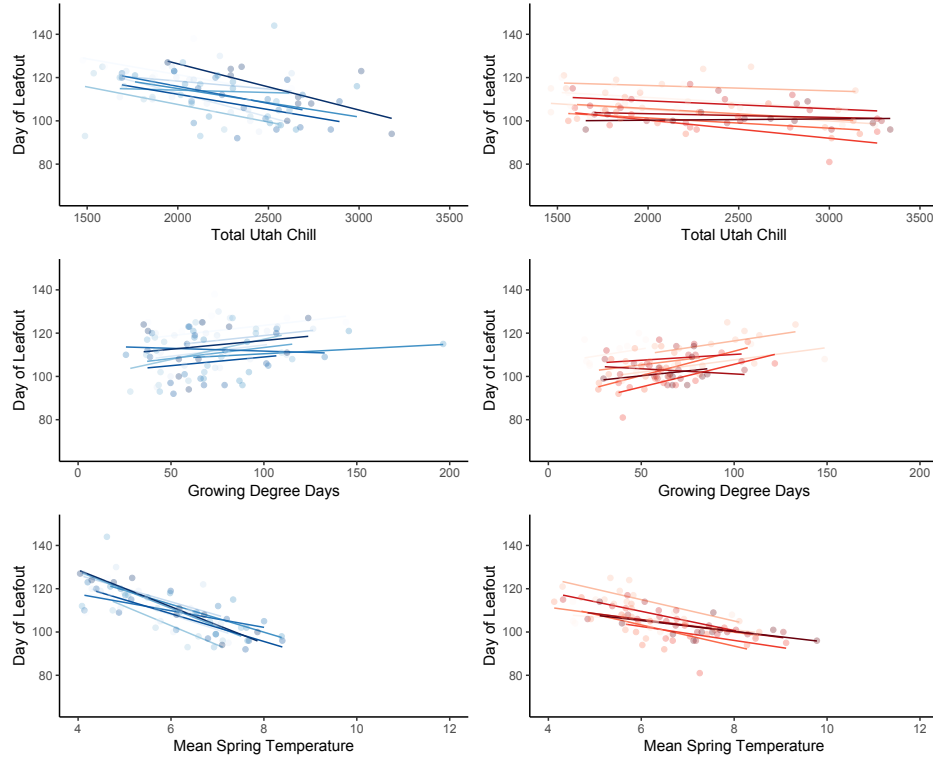 140
120
100
80
Day of Leafout
1500 2000 2500 3000 3500
Total Utah Chill
140
120
100
80
Day of Leafout
1500 2000 2500 3000 3500
Total Utah Chill
140
120
100
80
Day of Leafout
0 50 100 150 200
Growing Degree Days
140
120
100
80
Day of Leafout
0 50 100 150 200
Growing Degree Days
140
120
100
80
Day of Leafout
4 6 8 10 12
Mean Spring Temperature
140
120
100
80
Day of Leafout
4 6 8 10 12
Mean Spring Temperature